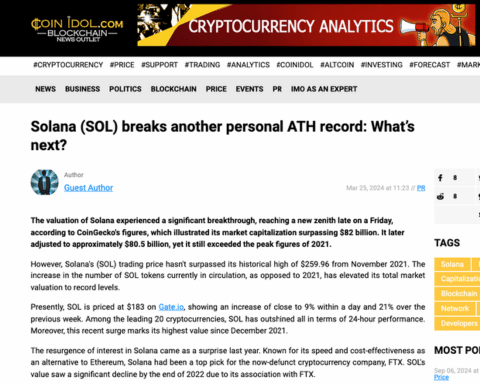 COIN IDOL.COM
BLOCKCHAIN
NEWS OUTLET
CRYPTOCURRENCY ANALYTICS
#CRYPTOCURRENCY #PRICE #SUPPORT #TRADING #ANALYTICS #COINIDOL #ALTCOIN #INVESTING #FORECAST #MARK
NEWS BUSINESS POLITICS BLOCKCHAIN PRICE EVENTS PR IMO AS AN EXPERT
Solana (SOL) breaks another personal ATH record: What's
next?
Author
Guest Author
Mar 25, 2024 at 11:23 // PR
8
8
The valuation of Solana experienced a significant breakthrough, reaching a new zenith late on a Friday,
according to CoinGecko's figures, which illustrated its market capitalization surpassing $82 billion. It later
adjusted to approximately $80.5 billion, yet it still exceeded the peak figures of 2021.
However, Solana's (SOL) trading price hasn't surpassed its historical high of $259.96 from November 2021. The
increase in the number of SOL tokens currently in circulation, as opposed to 2021, has elevated its total market
valuation to record levels.
Presently, SOL is priced at $183 on Gate.io, showing an increase of close to 9% within a day and 21% over the
previous week. Among the leading 20 cryptocurrencies, SOL has outshined all in terms of 24-hour performance.
Moreover, this recent surge marks its highest value since December 2021.
The resurgence of interest in Solana came as a surprise last year. Known for its speed and cost-effectiveness as
an alternative to Ethereum, Solana had been a top pick for the now-defunct cryptocurrency company, FTX. SOL's
value saw a significant decline by the end of 2022 due to its association with FTX.
TAGS
Solana
Capitalizatio
Blockchain
Network
Developers
MOST PO
Sep 06, 2024 at
Price